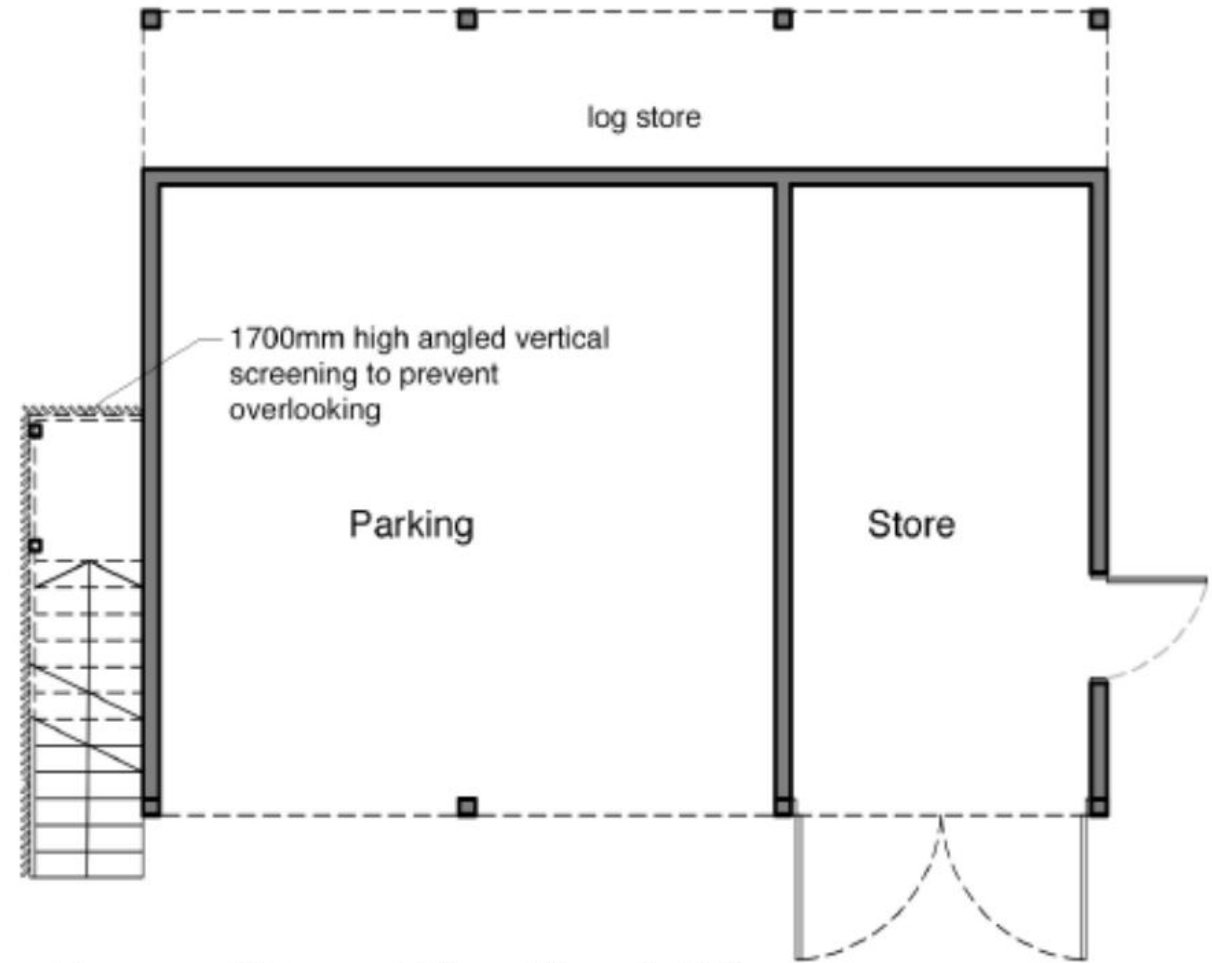 log store
1700mm high angled vertical
screening to prevent
overlooking
Parking
Store